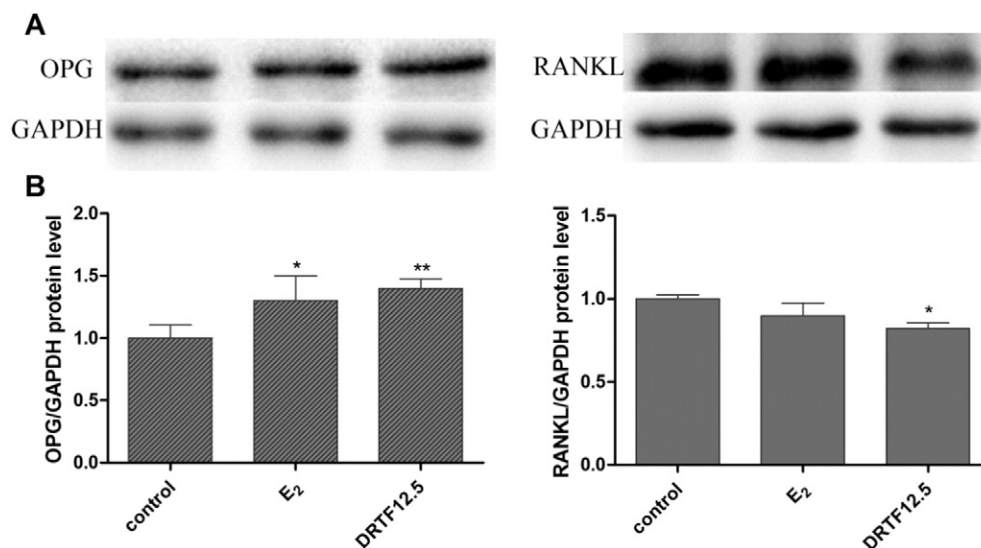 A
OPG
GAPDH
RANKL
GAPDH
B
OPG/GAPDH protein level
2.0
1.5
1.0
0.5
0.0
*
**
control
E₂
DRTF12.5
RANKL/GAPDH protein level
1.5
1.0
0.5
0.0
*
control
E₂
DRTF12.5